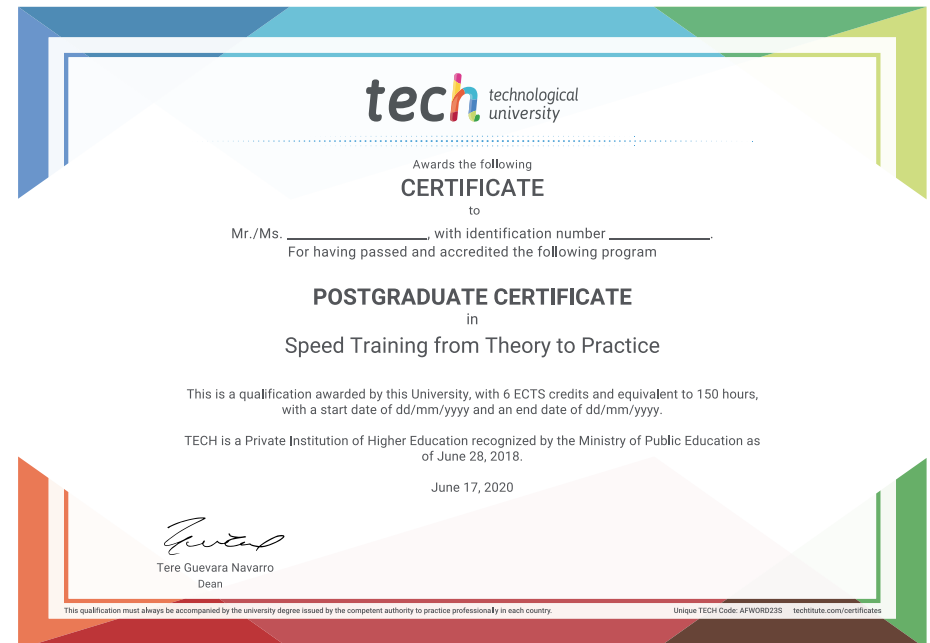 tech technological
university
Awards the following
CERTIFICATE
to
Mr./Ms. ____________________, with identification number ______________.
For having passed and accredited the following program
POSTGRADUATE CERTIFICATE
in
Speed Training from Theory to Practice
This is a qualification awarded by this University, with 6 ECTS credits and equivalent to 150 hours,
with a start date of dd/mm/yyyy and an end date of dd/mm/yyyy.
TECH is a Private Institution of Higher Education recognized by the Ministry of Public Education as
of June 28, 2018.
June 17, 2020
Tere Guevara Navarro
Dean
This qualification must always be accompanied by the university degree issued by the competent authority to practice professionally in each country.
Unique TECH Code: AFWORD23S techtitute.com/certificates